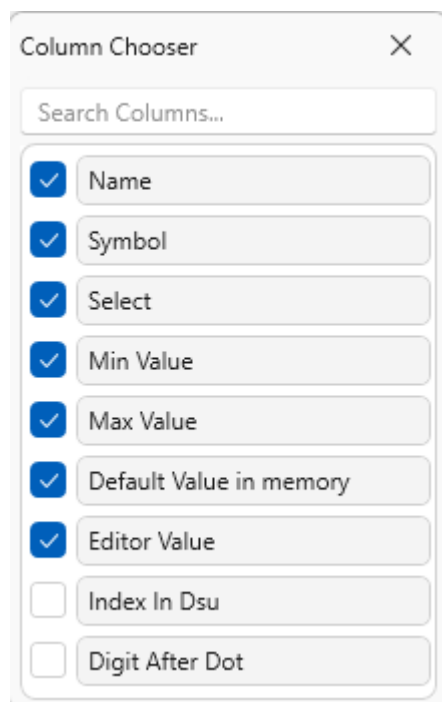 Column Chooser
Search Columns...
Name
Symbol
Select
Min Value
Max Value
Default Value in memory
Editor Value
Index In Dsu
Digit After Dot